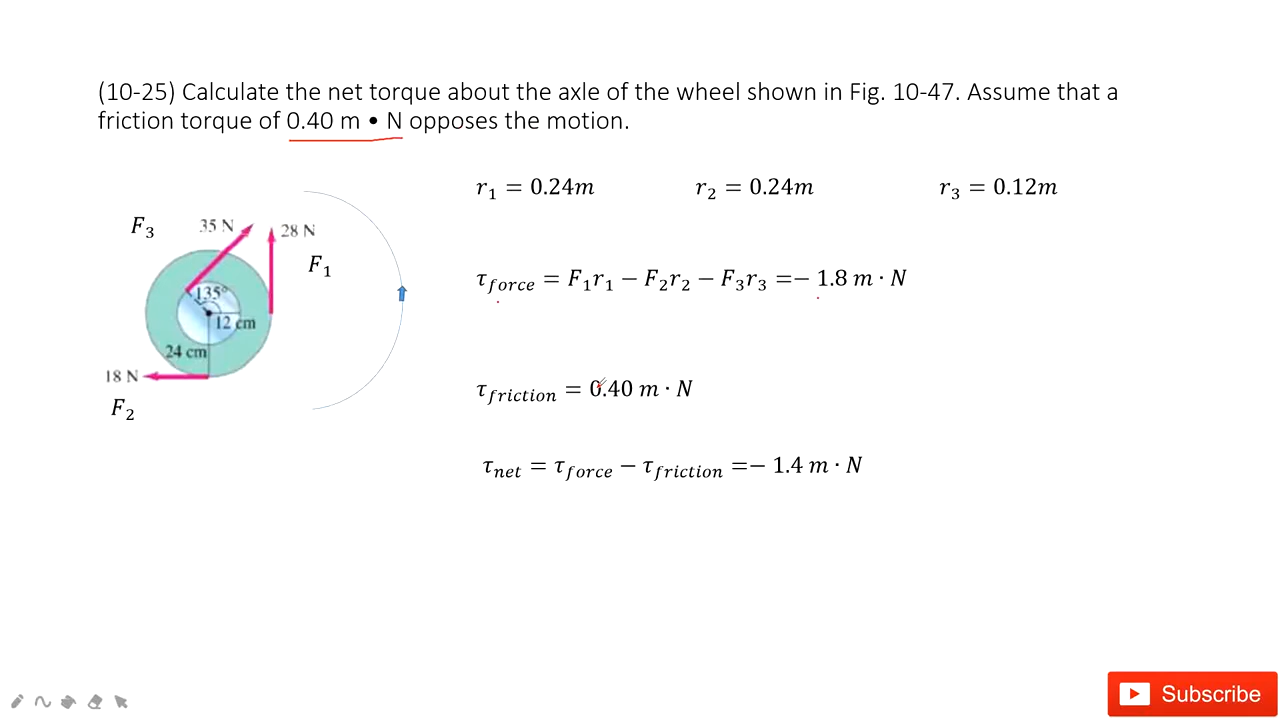 (10-25) Calculate the net torque about the axle of the wheel shown in Fig. 10-47. Assume that a
friction torque of 0.40 m • N opposes the motion.
r₁ = 0.24m
r₂ = 0.24m
r₃ = 0.12m
F₃
35 N
28 N
F₁
135°
12 cm
24 cm
18 N
F₂
τ_force = F₁r₁ − F₂r₂ − F₃r₃ =− 1.8 m · N
τ_friction = 0.40 m · N
τ_net = τ_force − τ_friction =− 1.4 m · N
Subscribe